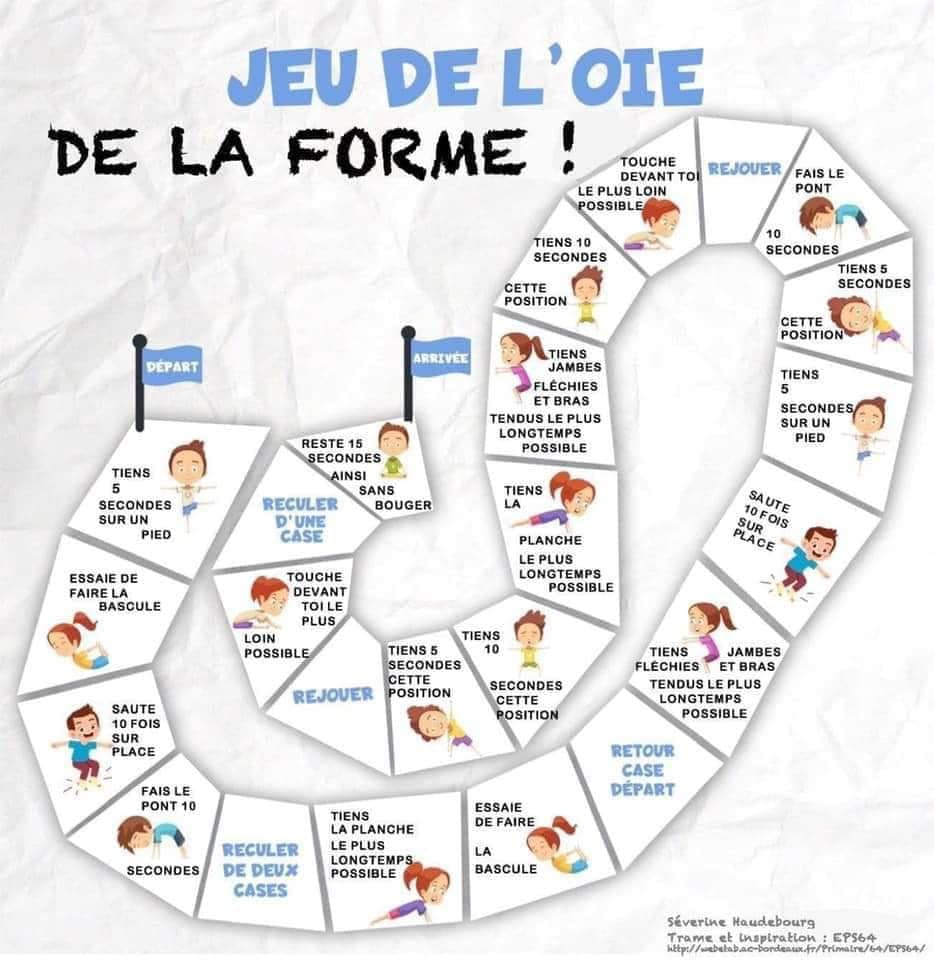 JEU DE L'OIE
DE LA FORME !
DÉPART
TIENS
5
SECONDES
SUR UN
PIED
ESSAIE DE
FAIRE LA
BASCULE
SAUTE
10 FOIS
SUR
PLACE
FAIS LE
PONT 10
SECONDES
RECULER
DE DEUX
CASES
TIENS
LA PLANCHE
LE PLUS
LONGTEMPS
POSSIBLE
ESSAIE
DE FAIRE
LA
BASCULE
RETOUR
CASE
DÉPART
TIENS JAMBES
FLÉCHIES ET BRAS
TENDUS LE PLUS
LONGTEMPS
POSSIBLE
SAUTE
10 FOIS
SUR
PLACE
TIENS
5
SECONDES
SUR UN
PIED
TIENS 5
SECONDES
CETTE
POSITION
FAIS LE
PONT
10
SECONDES
REJOUER
TOUCHE
DEVANT TOI
LE PLUS LOIN
POSSIBLE
TIENS 10
SECONDES
CETTE
POSITION
TIENS
JAMBES
FLÉCHIES
ET BRAS
TENDUS LE PLUS
LONGTEMPS
POSSIBLE
TIENS
LA
PLANCHE
LE PLUS
LONGTEMPS
POSSIBLE
TIENS
10
SECONDES
CETTE
POSITION
TIENS 5
SECONDES
CETTE
POSITION
REJOUER
TOUCHE
DEVANT
TOI LE
PLUS
LOIN
POSSIBLE
RECULER
D'UNE
CASE
RESTE 15
SECONDES
AINSI
SANS
BOUGER
ARRIVÉE
Séverine Haudebourg
Trame et inspiration : EPS64
http://webetab.ac-bordeaux.fr/Primaire/64/EPS64/